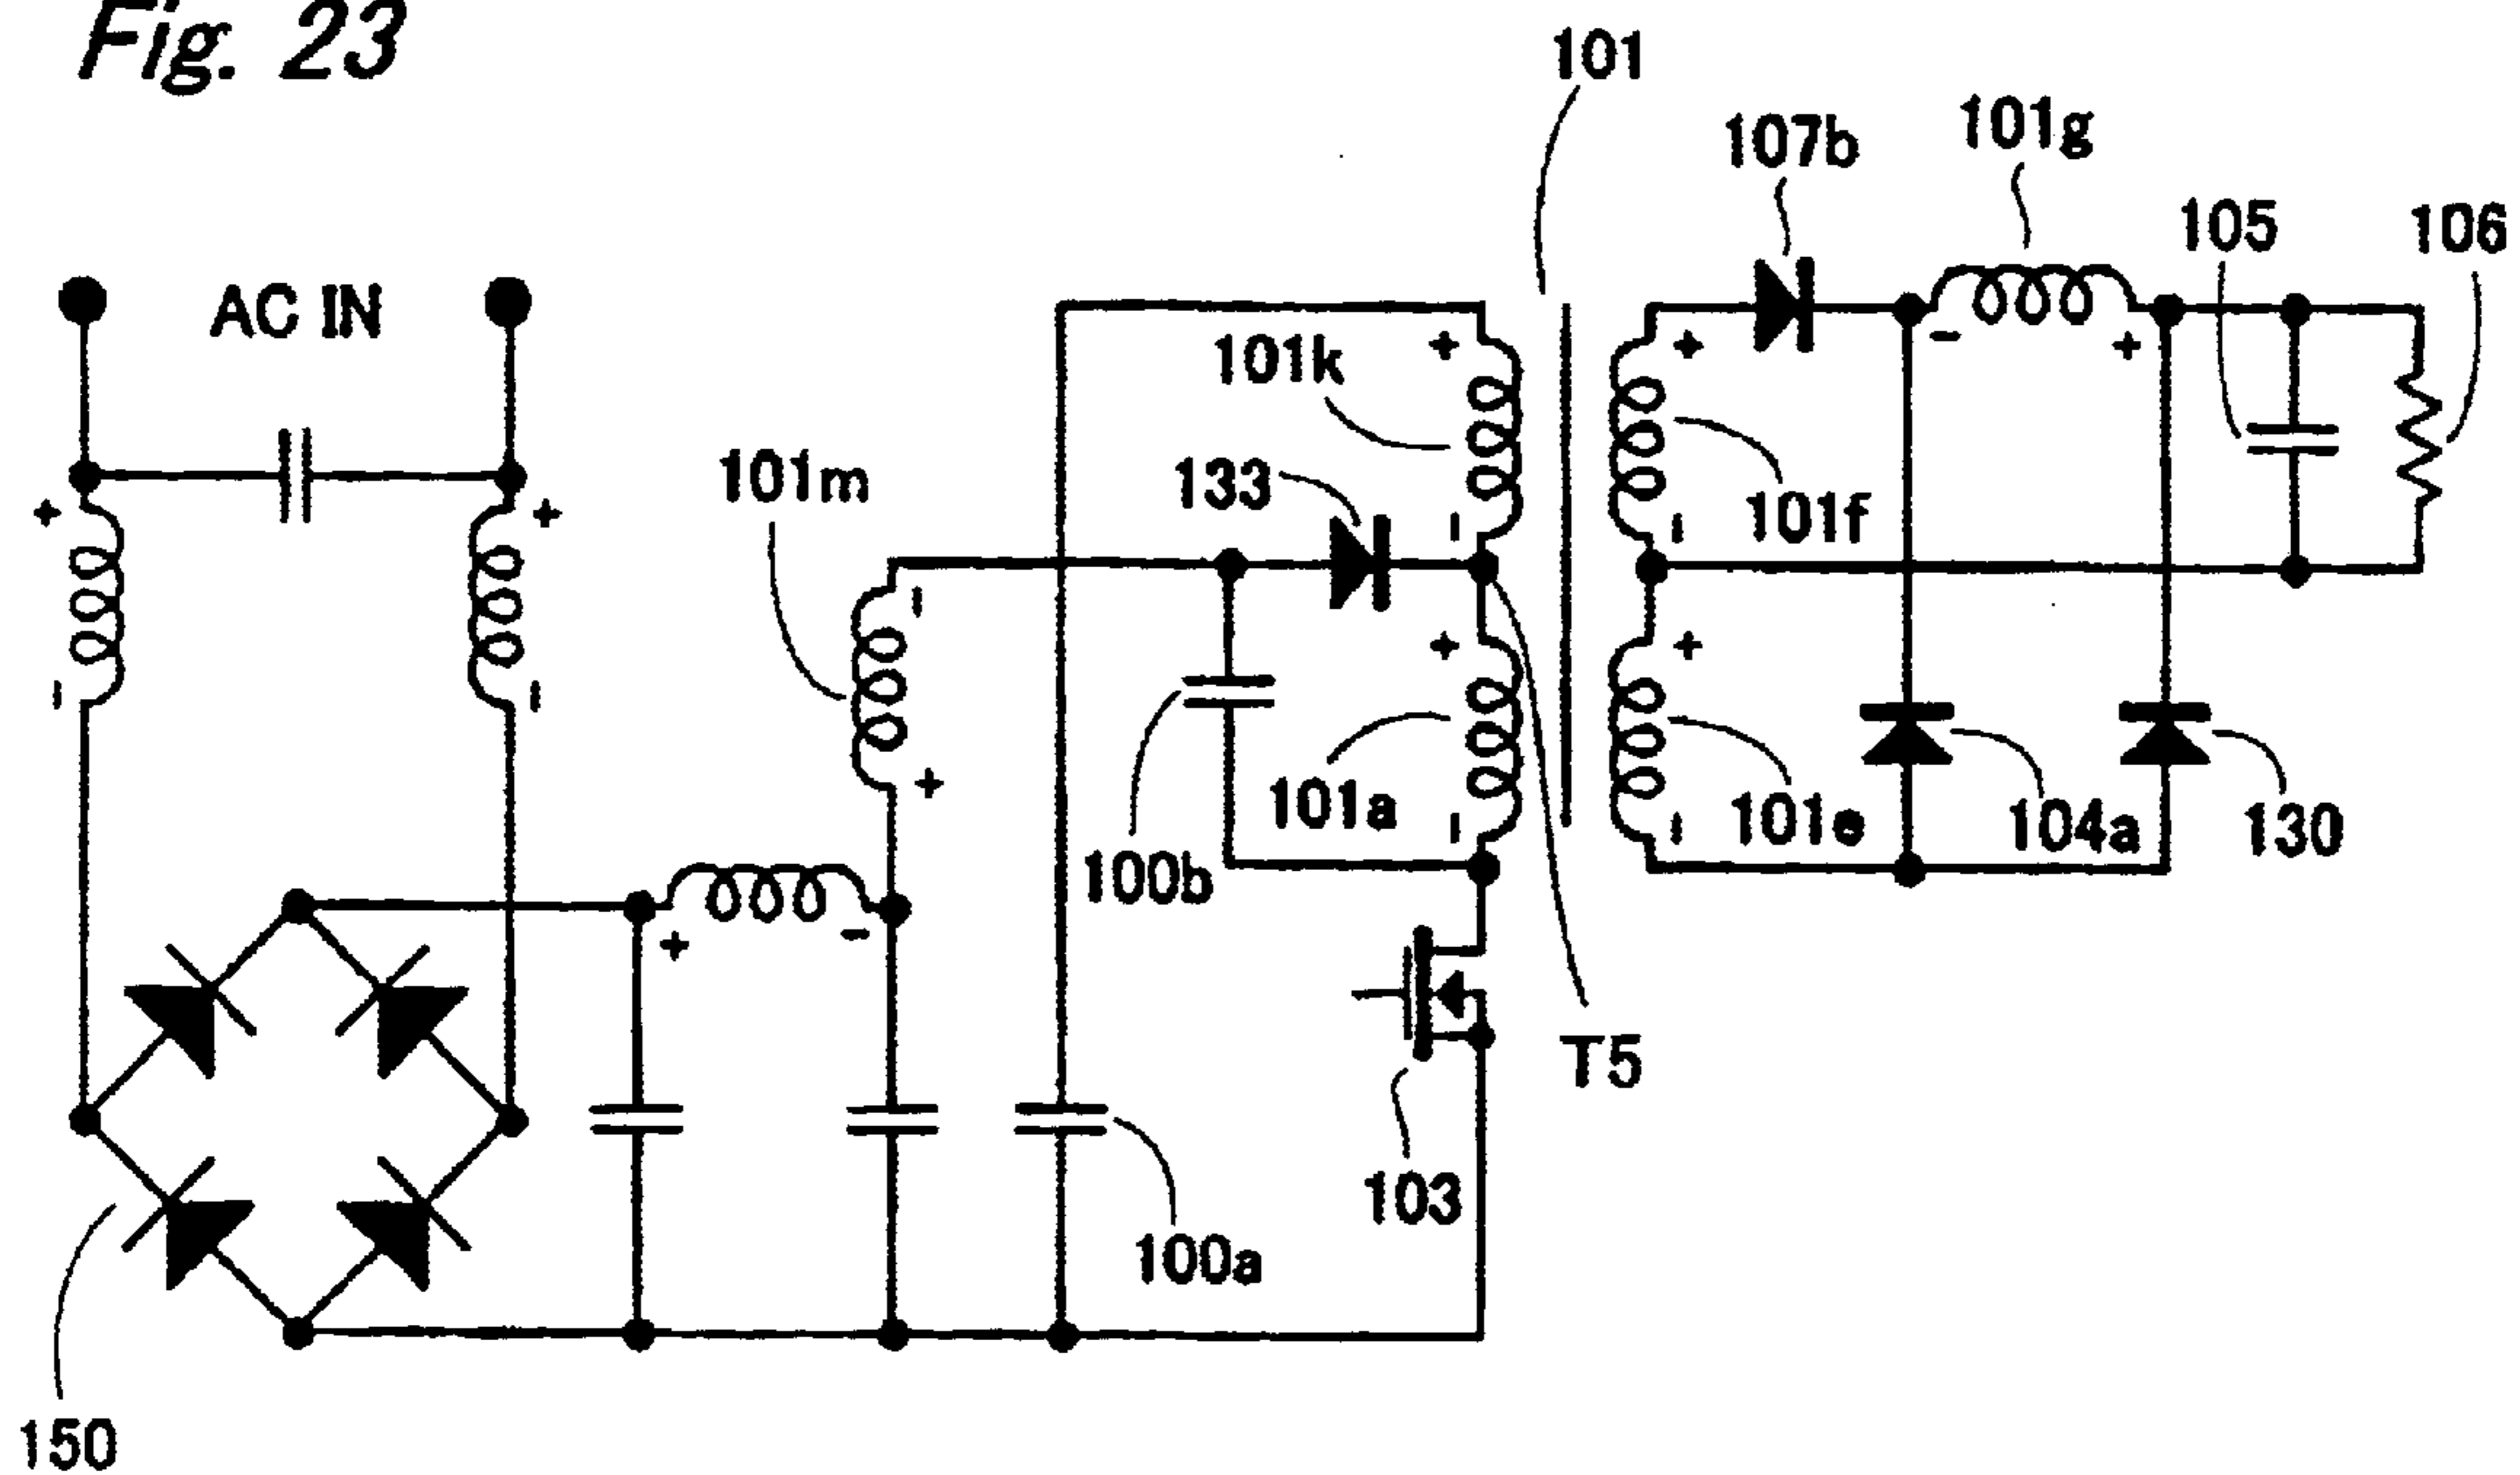 Fig. 23
101
107b
101g
105
106
AC IN
101k
133
101m
101f
+
+
-
+
+
+
-
-
-
+
+
-
-
-
+
100b
101a
-
101e
-
104a
130
+
-
T5
103
100a
150